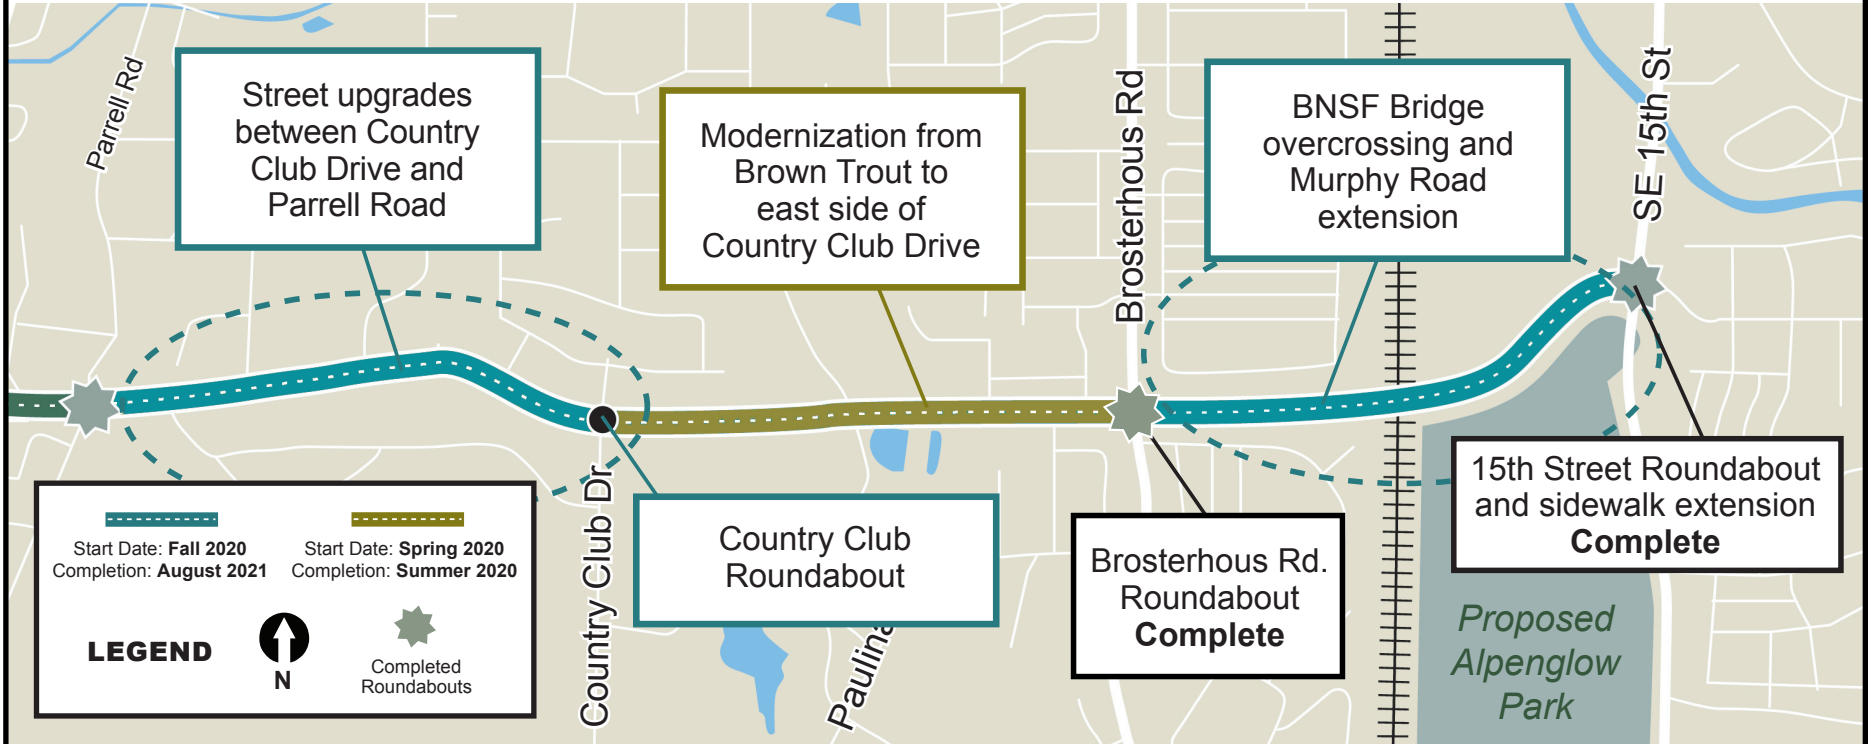 Parrell Rd
Street upgrades
between Country
Club Drive and
Parrell Road
Modernization from
Brown Trout to
east side of
Country Club Drive
Brosterhous Rd
BNSF Bridge
overcrossing and
Murphy Road
extension
SE 15th St
Start Date: Fall 2020
Completion: August 2021
Start Date: Spring 2020
Completion: Summer 2020
LEGEND
N
Completed
Roundabouts
Country Club Dr
Country Club
Roundabout
Paulina
Brosterhous Rd.
Roundabout
Complete
15th Street Roundabout
and sidewalk extension
Complete
Proposed
Alpenglow
Park